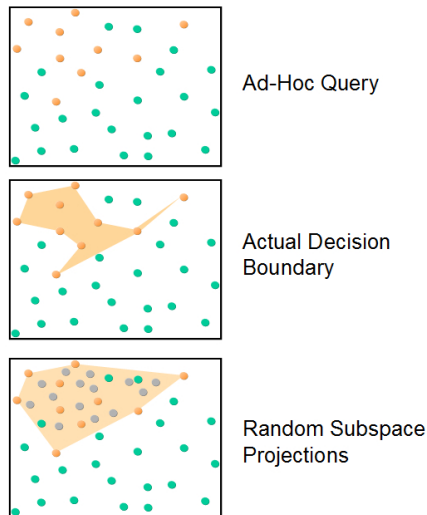 Ad-Hoc Query
Actual Decision
Boundary
Random Subspace
Projections